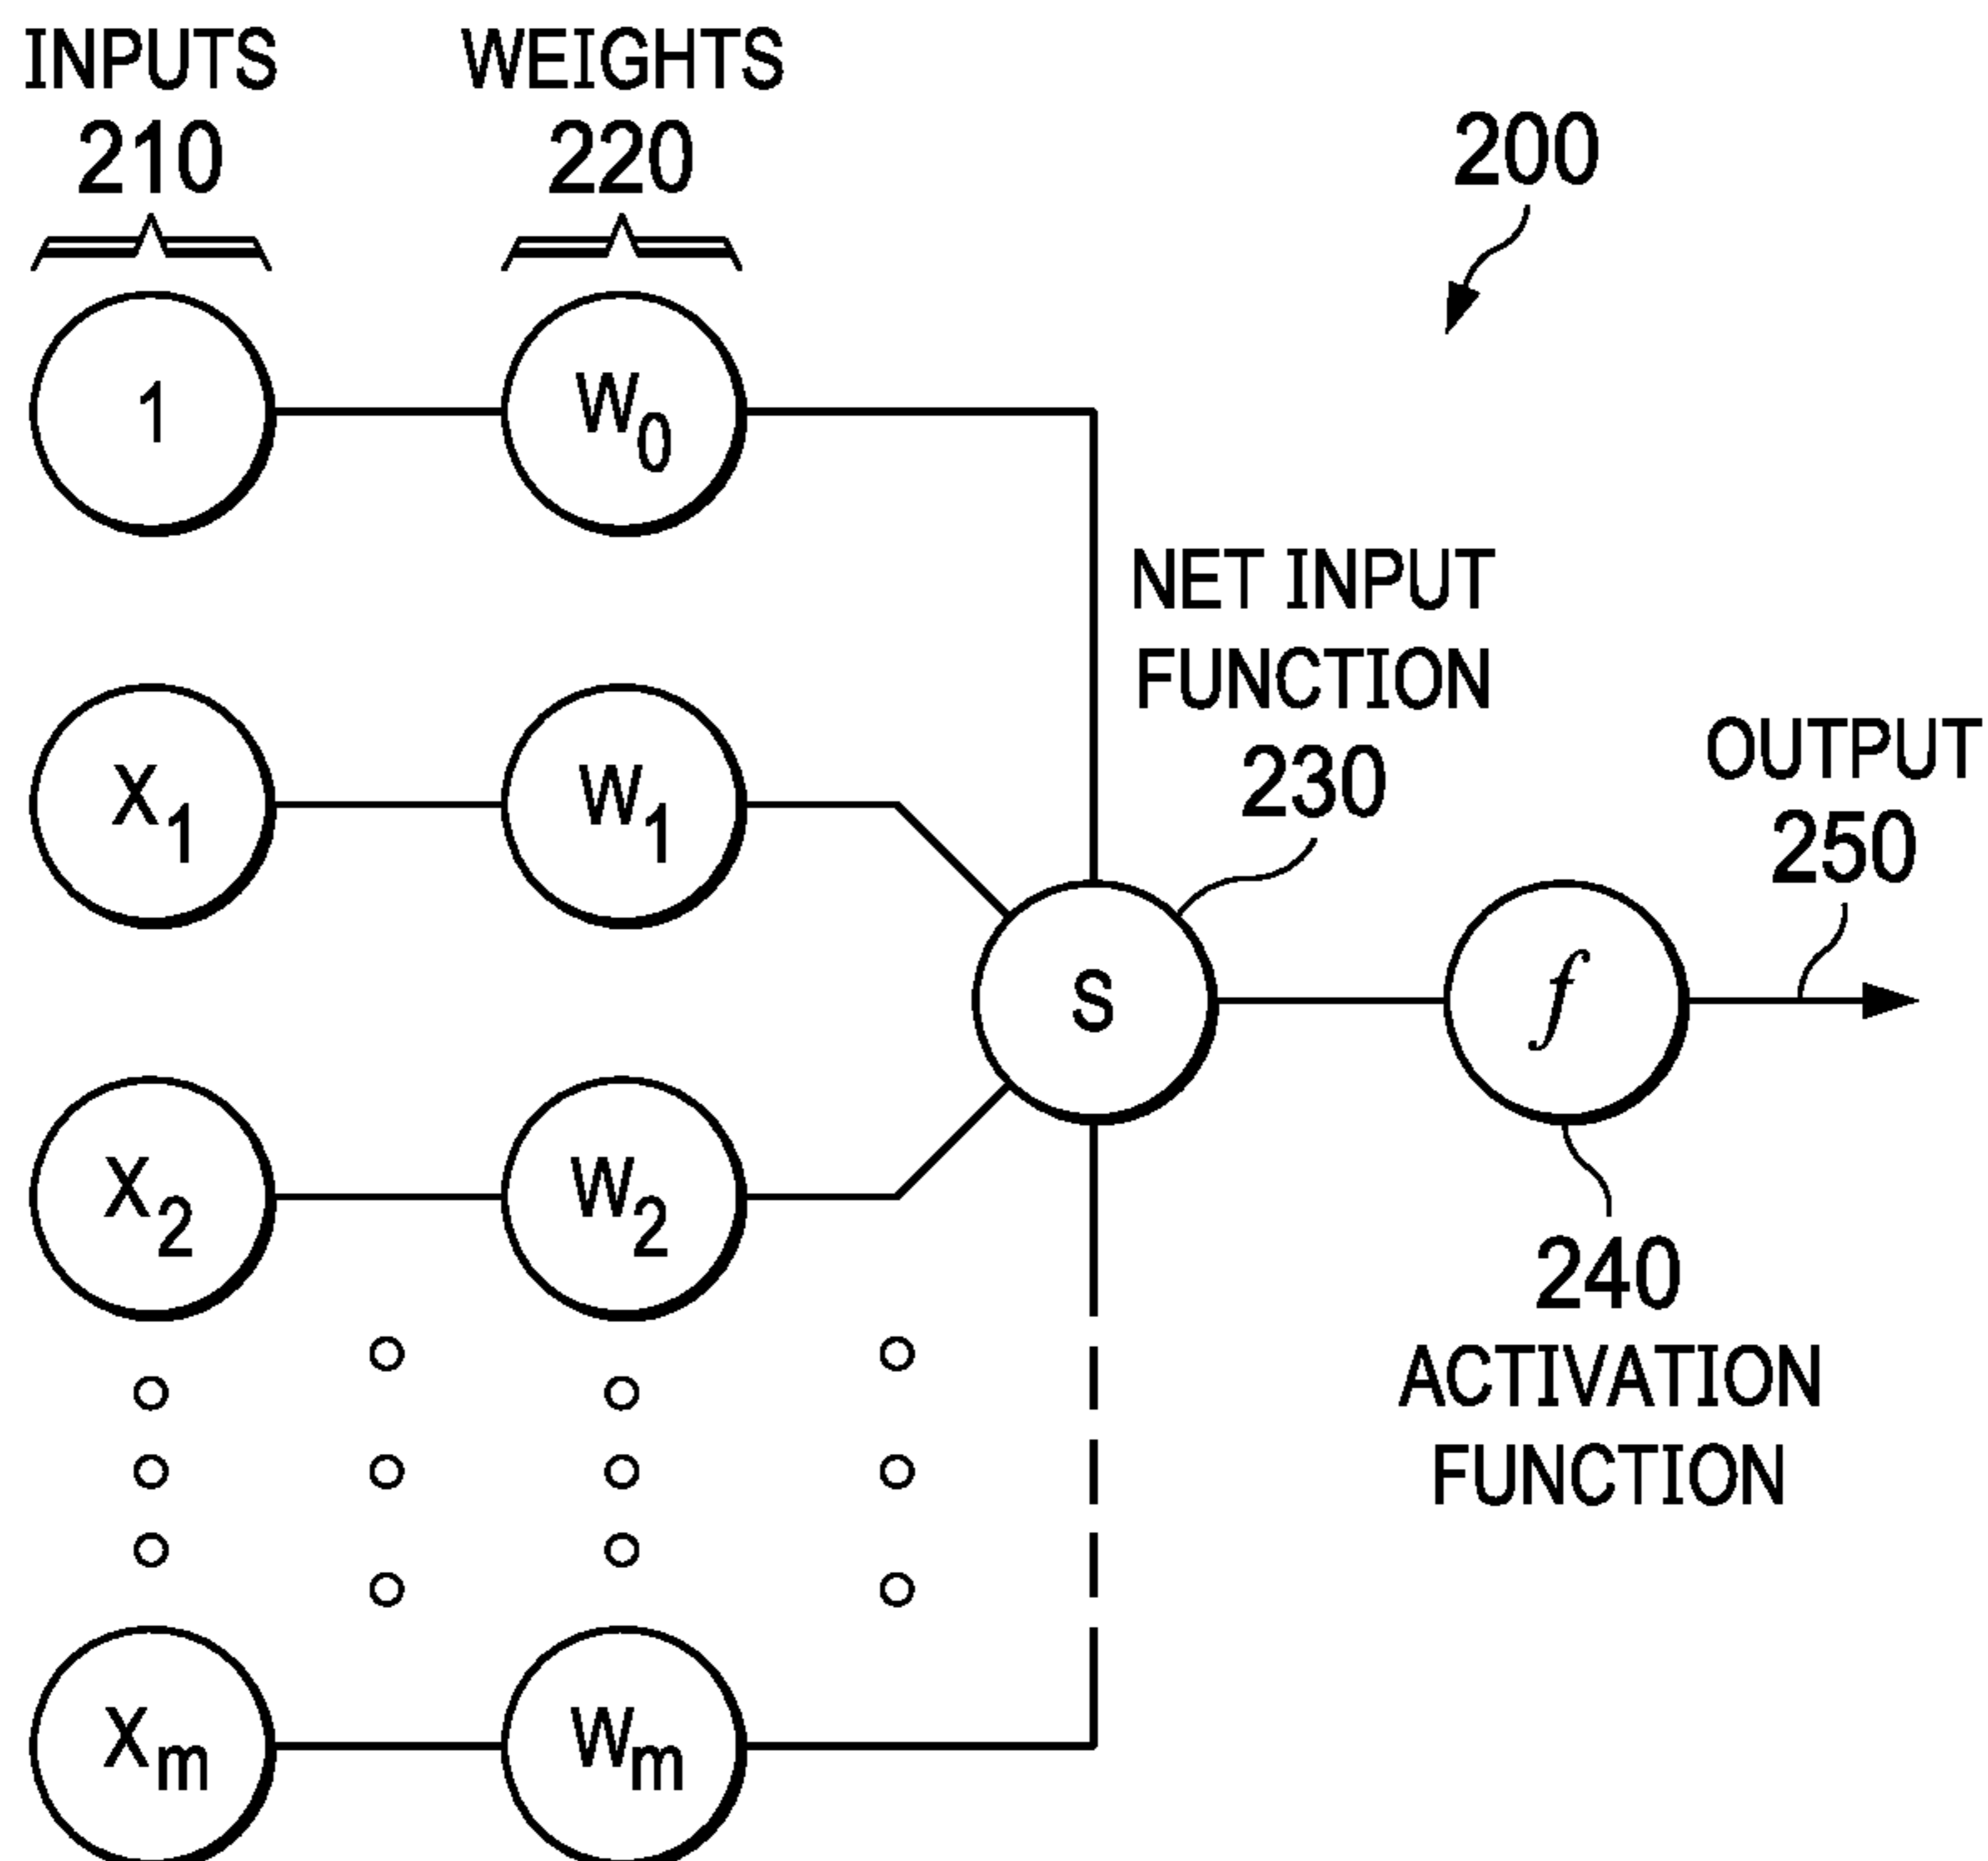 INPUTS
210
WEIGHTS
220
200
1
W0
NET INPUT
FUNCTION
230
OUTPUT
250
X1
W1
S
f
X2
W2
240
ACTIVATION
FUNCTION
Xm
Wm